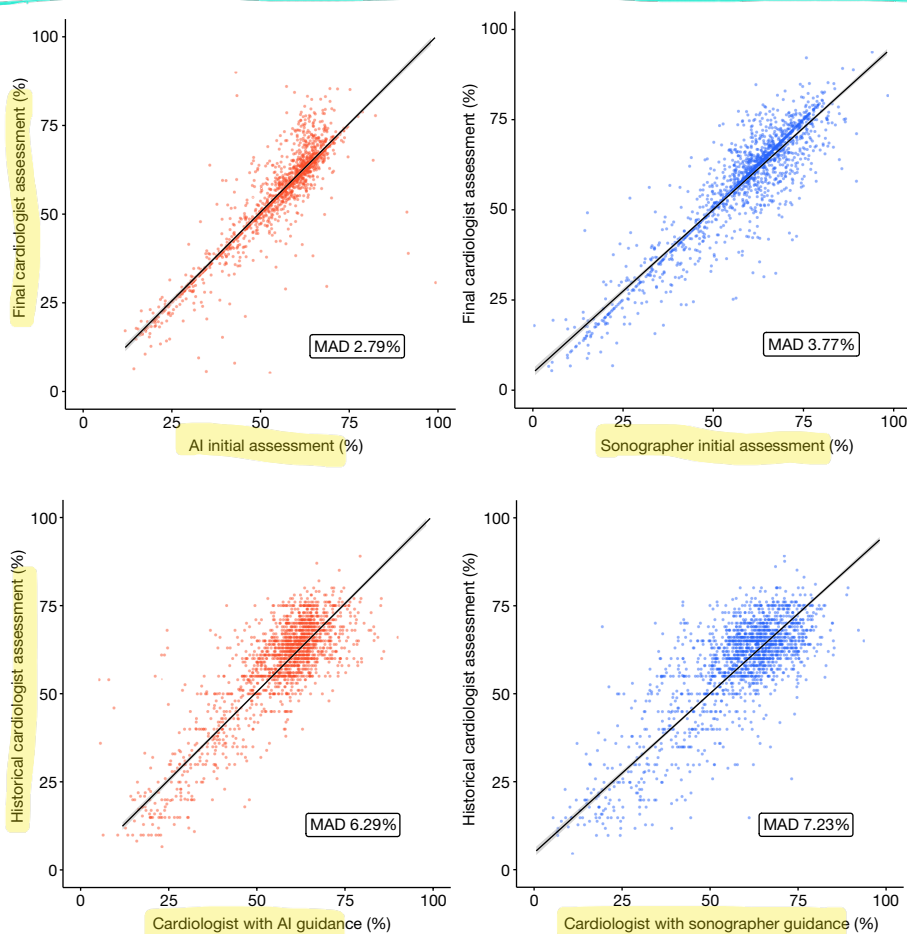 100
75
50
25
0
Final cardiologist assessment (%)
MAD 2.79%
0 25 50 75 100
AI initial assessment (%)
100
75
50
25
0
Final cardiologist assessment (%)
MAD 3.77%
0 25 50 75 100
Sonographer initial assessment (%)
100
75
50
25
0
Historical cardiologist assessment (%)
MAD 6.29%
0 25 50 75 100
Cardiologist with AI guidance (%)
100
75
50
25
0
Historical cardiologist assessment (%)
MAD 7.23%
0 25 50 75 100
Cardiologist with sonographer guidance (%)